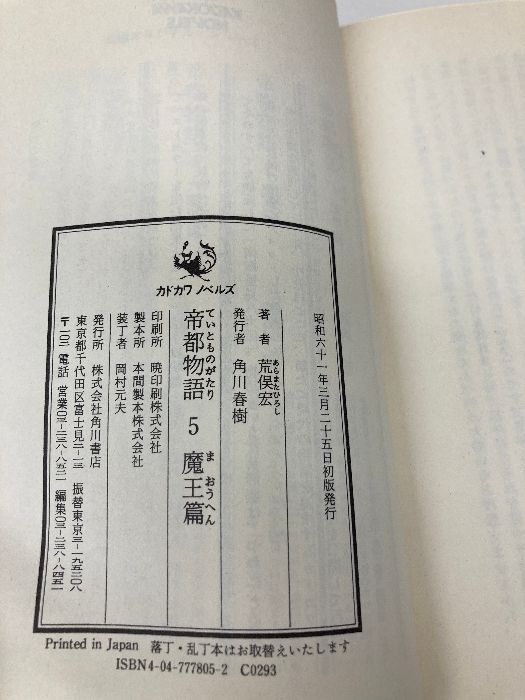 カドカワ ノベルズ
昭和六十一年三月二十五日初版発行
著者 荒俣宏
あらまたひろし
発行者 角川春樹
ていとものがたり
帝都物語 5 魔王篇
まおうへん
印刷所 暁印刷株式会社
製本所 本間製本株式会社
装丁者 岡村元夫
発行所 株式会社角川書店
東京都千代田区富士見二-一三 振替東京三-一九五二〇八
〒一〇二 電話 営業〇三-二三八-八五二一 編集〇三-二三八-八四五一
Printed in Japan 落丁・乱丁本はお取替えいたします
ISBN4-04-777805-2 C0293